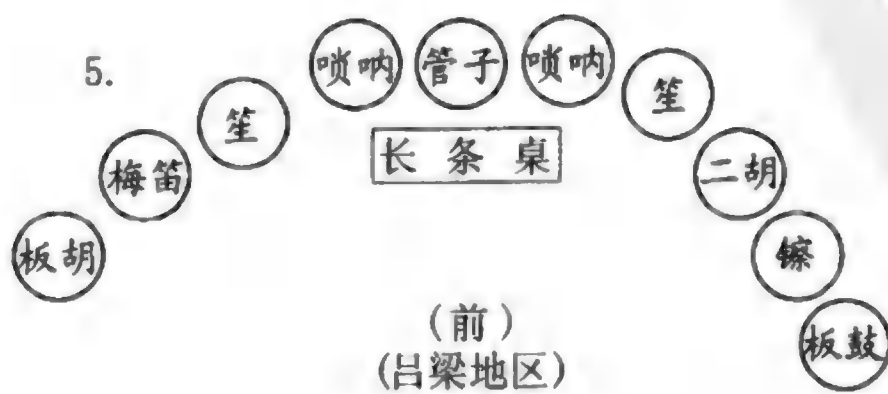 5.
唢呐 管子 唢呐
笙 笙
长条桌
梅笛 二胡
板胡 镲
(前)
板鼓
(吕梁地区)